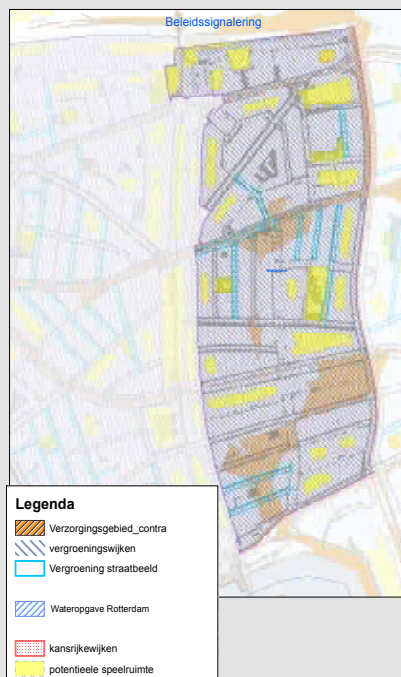 Beleidssignalering
Legenda
Verzorgingsgebied_contra
vergroeningswijken
Vergroening straatbeeld
Wateropgave Rotterdam
kansrijkewijken
potentieele speelruimte